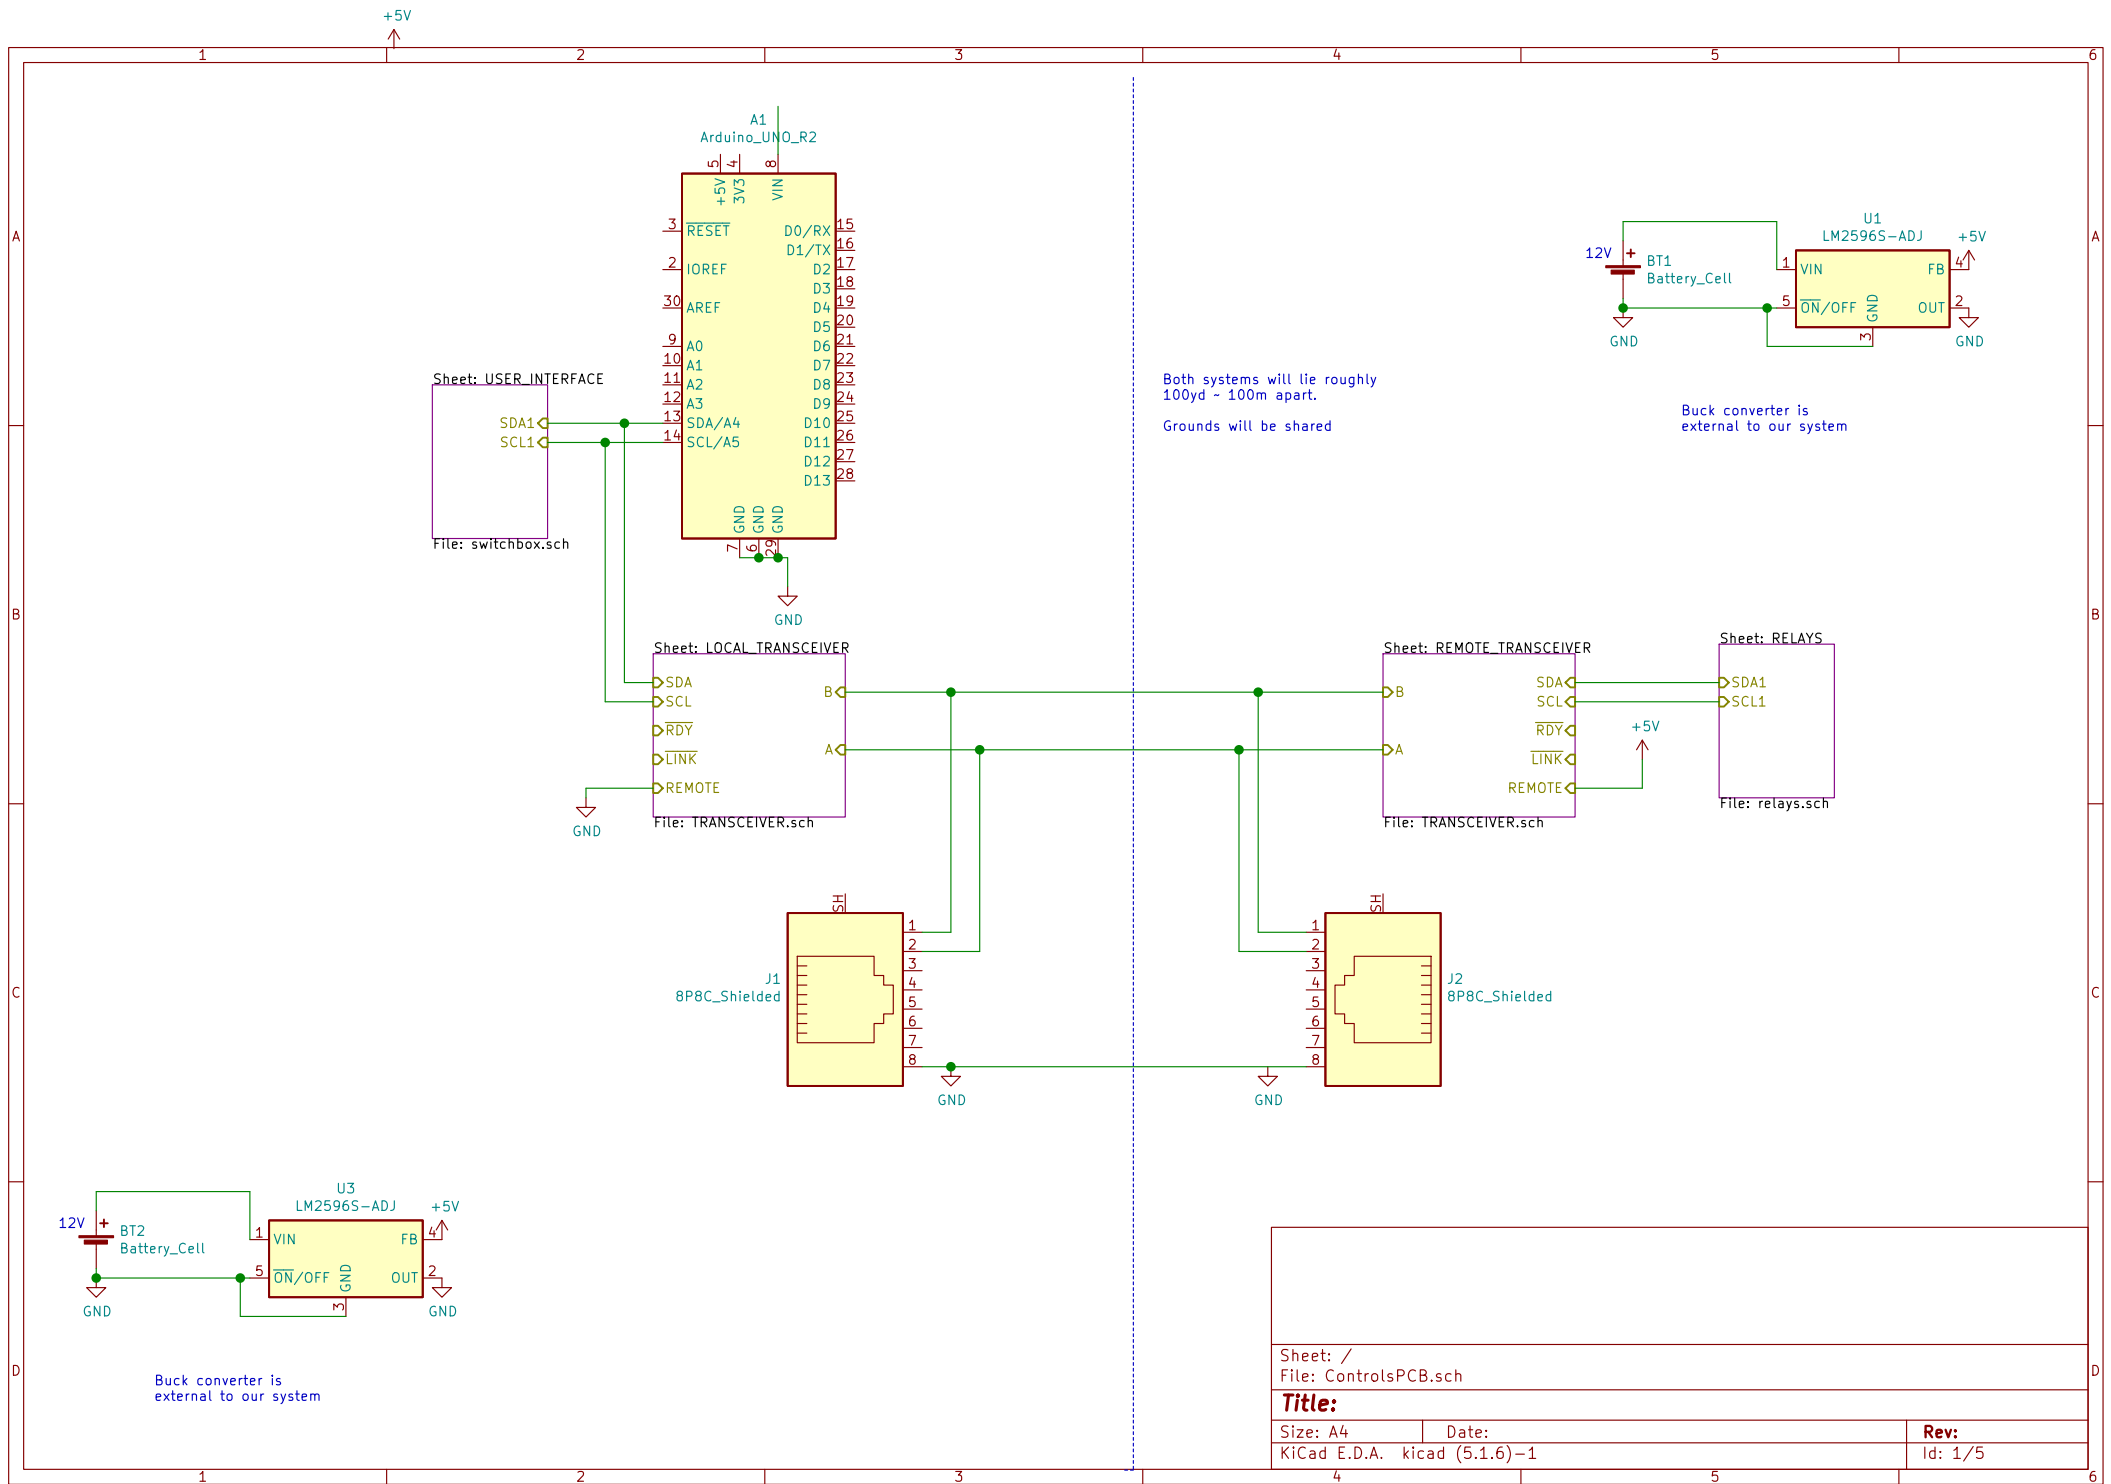 +5V
1 2 3 4 5 6
A1
Arduino_UNO_R2
5 4 8
+5V 3V3 VIN
3 RESET D0/RX 15
D1/TX 16
2 IOREF D2 17
D3 18
30 AREF D4 19
D5 20
9 A0 D6 21
10 A1 D7 22
11 A2 D8 23
12 A3 D9 24
13 SDA/A4 D10 25
14 SCL/A5 D11 26
D12 27
D13 28
GND GND GND
7 6 29
GND
Sheet: USER_INTERFACE
SDA1
SCL1
File: switchbox.sch
A
A
U1
LM2596S-ADJ
+5V
12V
+
BT1
Battery_Cell
1 VIN FB 4
5 ON/OFF GND OUT 2
3
GND
GND
Both systems will lie roughly
100yd ~ 100m apart.
Grounds will be shared
Buck converter is
external to our system
B
B
Sheet: LOCAL_TRANSCEIVER
SDA
SCL
RDY
LINK
REMOTE
B
A
File: TRANSCEIVER.sch
GND
Sheet: REMOTE_TRANSCEIVER
B
A
SDA
SCL
RDY
LINK
REMOTE
File: TRANSCEIVER.sch
+5V
Sheet: RELAYS
SDA1
SCL1
File: relays.sch
C
C
SH
1
2
3
4
5
6
7
8
J1
8P8C_Shielded
GND
SH
1
2
3
4
5
6
7
8
J2
8P8C_Shielded
GND
U3
LM2596S-ADJ
+5V
12V
+
BT2
Battery_Cell
1 VIN FB 4
5 ON/OFF GND OUT 2
3
GND
GND
Buck converter is
external to our system
D
D
Sheet: /
File: ControlsPCB.sch
Title:
Size: A4 Date: Rev:
KiCad E.D.A. kicad (5.1.6)-1 Id: 1/5
1 2 3 4 5 6